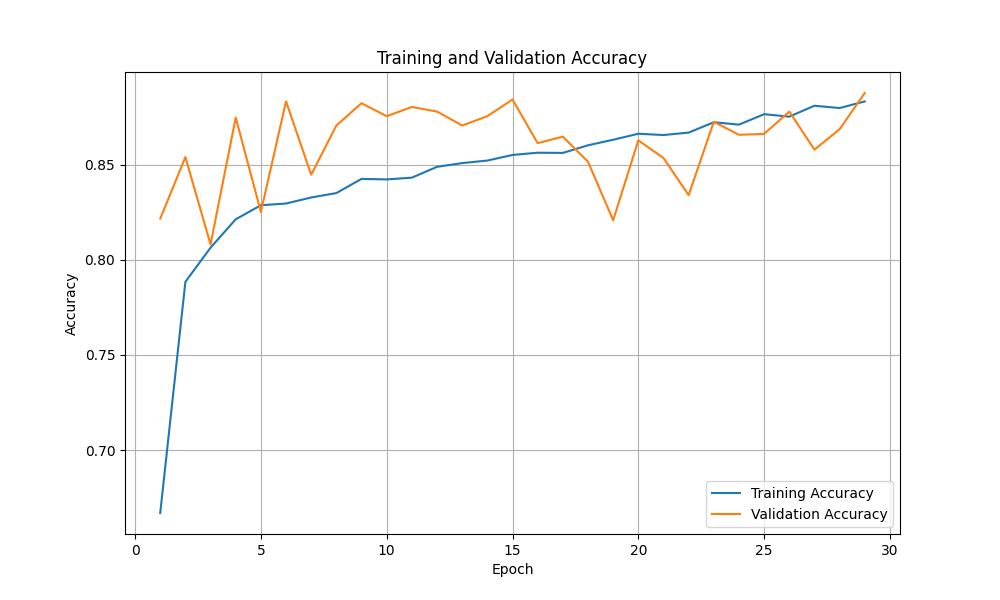 Training and Validation Accuracy
Accuracy
0.85
0.80
0.75
0.70
0
5
10
15
20
25
30
Epoch
Training Accuracy
Validation Accuracy